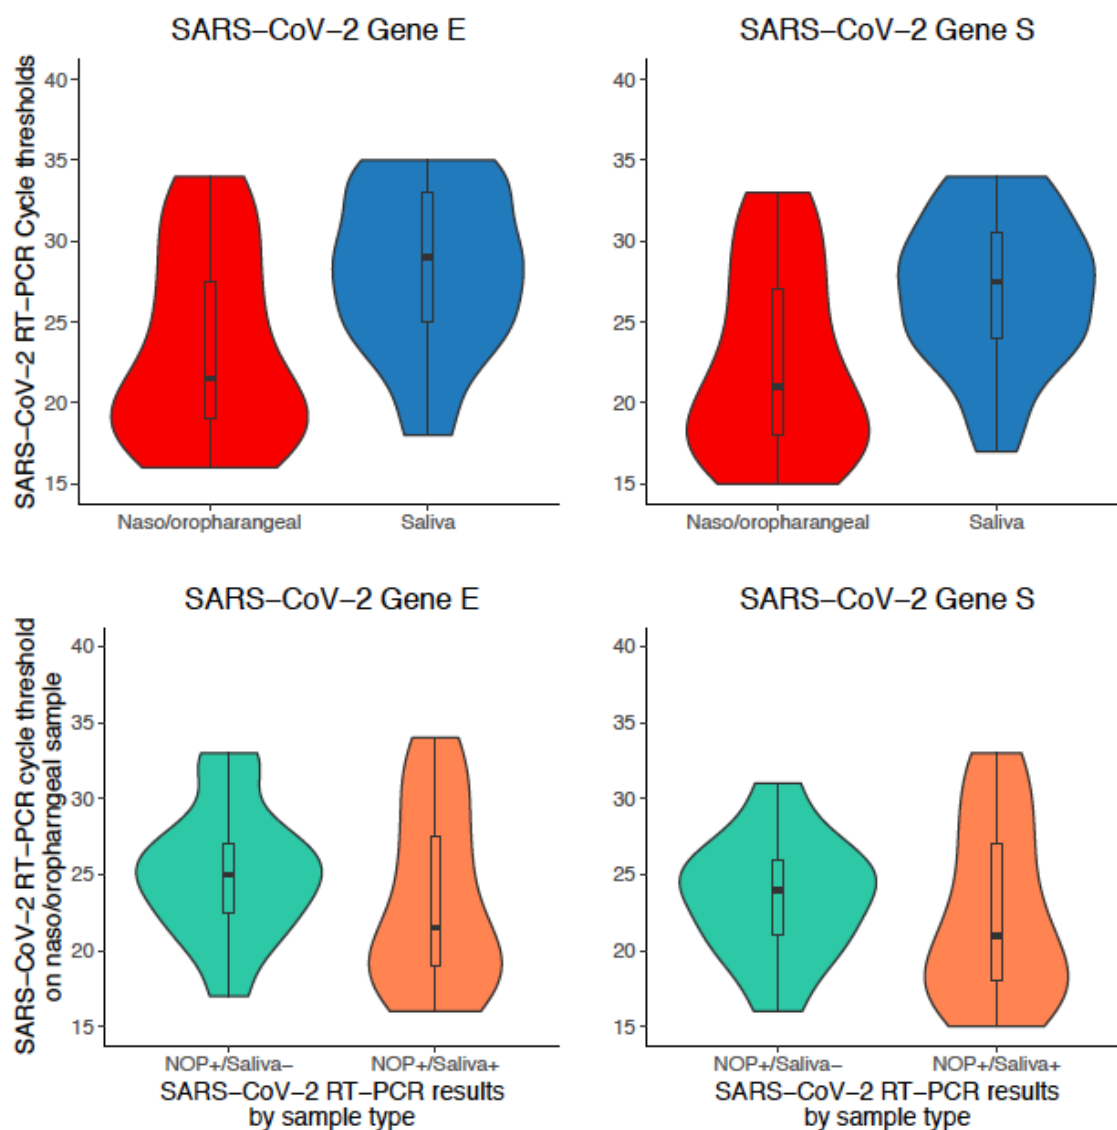 SARS−CoV−2 Gene E
SARS−CoV−2 RT−PCR Cycle thresholds
40
35
30
25
20
15
Naso/oropharangeal
Saliva
SARS−CoV−2 Gene S
40
35
30
25
20
15
Naso/oropharangeal
Saliva
SARS−CoV−2 Gene E
SARS−CoV−2 RT−PCR cycle threshold
on naso/oropharngeal sample
40
35
30
25
20
15
NOP+/Saliva−
NOP+/Saliva+
SARS−CoV−2 RT−PCR results
by sample type
SARS−CoV−2 Gene S
40
35
30
25
20
15
NOP+/Saliva−
NOP+/Saliva+
SARS−CoV−2 RT−PCR results
by sample type